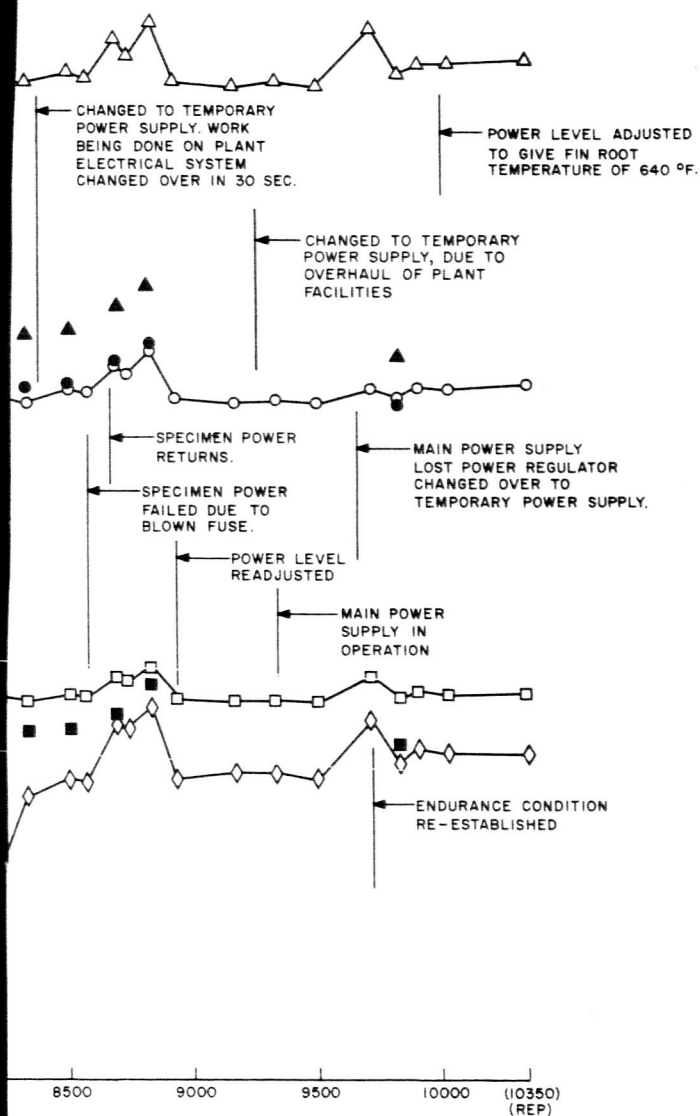 CHANGED TO TEMPORARY
POWER SUPPLY. WORK
BEING DONE ON PLANT
ELECTRICAL SYSTEM
CHANGED OVER IN 30 SEC.
POWER LEVEL ADJUSTED
TO GIVE FIN ROOT
TEMPERATURE OF 640 °F.
CHANGED TO TEMPORARY
POWER SUPPLY, DUE TO
OVERHAUL OF PLANT
FACILITIES
SPECIMEN POWER
RETURNS.
MAIN POWER SUPPLY
LOST POWER REGULATOR
CHANGED OVER TO
TEMPORARY POWER SUPPLY.
SPECIMEN POWER
FAILED DUE TO
BLOWN FUSE.
POWER LEVEL
READJUSTED
MAIN POWER
SUPPLY IN
OPERATION
ENDURANCE CONDITION
RE-ESTABLISHED
8500 9000 9500 10000 (10350)
(REP)